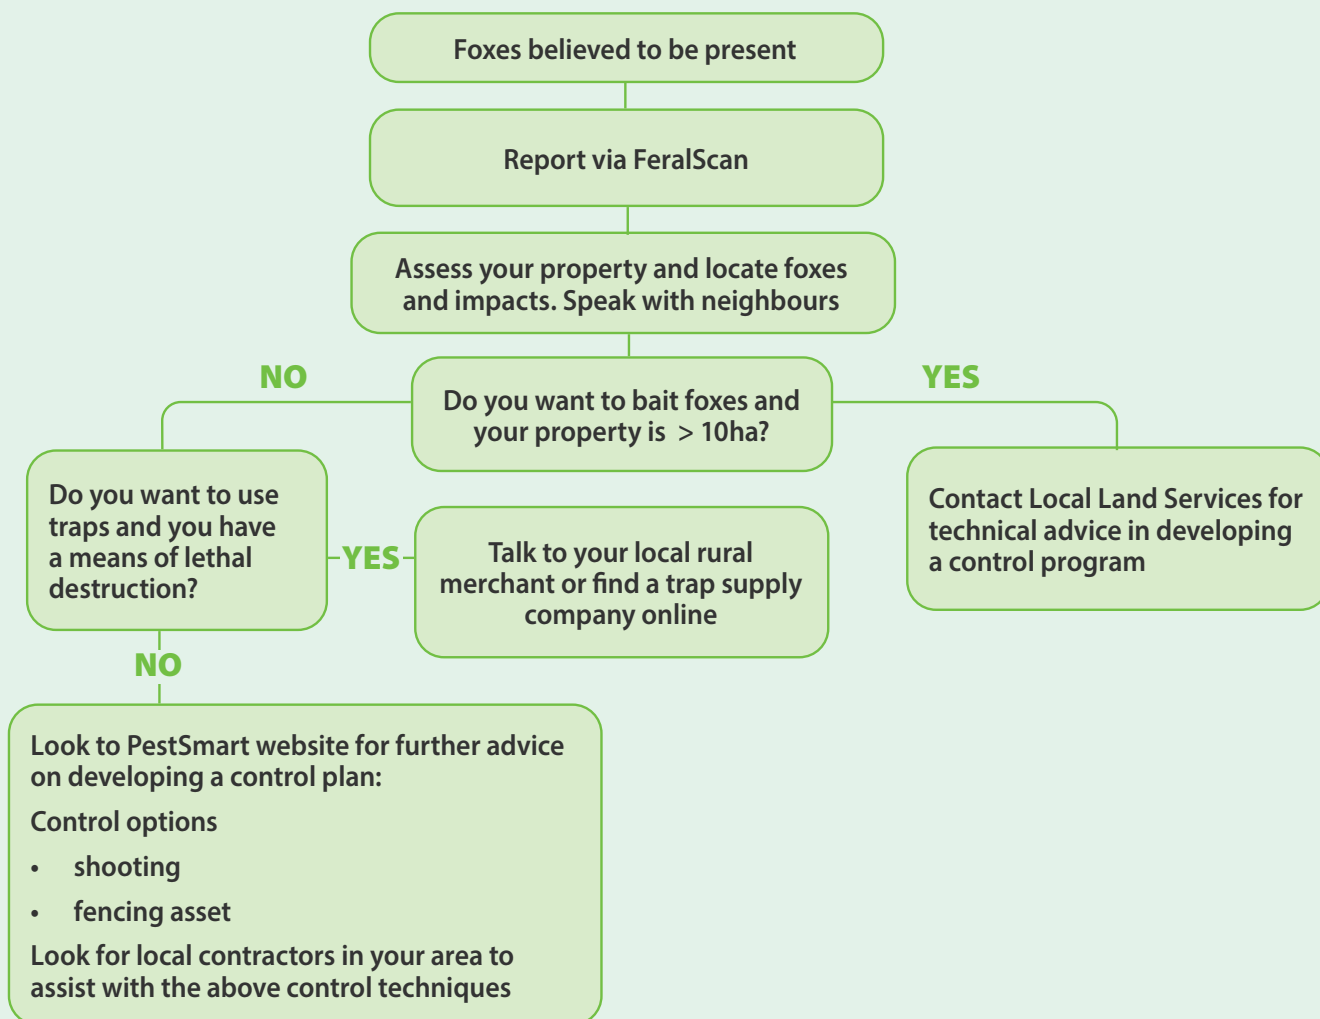 Foxes believed to be present
Report via FeralScan
Assess your property and locate foxes
and impacts. Speak with neighbours
NO
YES
Do you want to bait foxes and
your property is > 10ha?
Do you want to use
traps and you have
a means of lethal
destruction?
YES
Talk to your local rural
merchant or find a trap supply
company online
Contact Local Land Services for
technical advice in developing
a control program
NO
Look to PestSmart website for further advice
on developing a control plan:
Control options
• shooting
• fencing asset
Look for local contractors in your area to
assist with the above control techniques